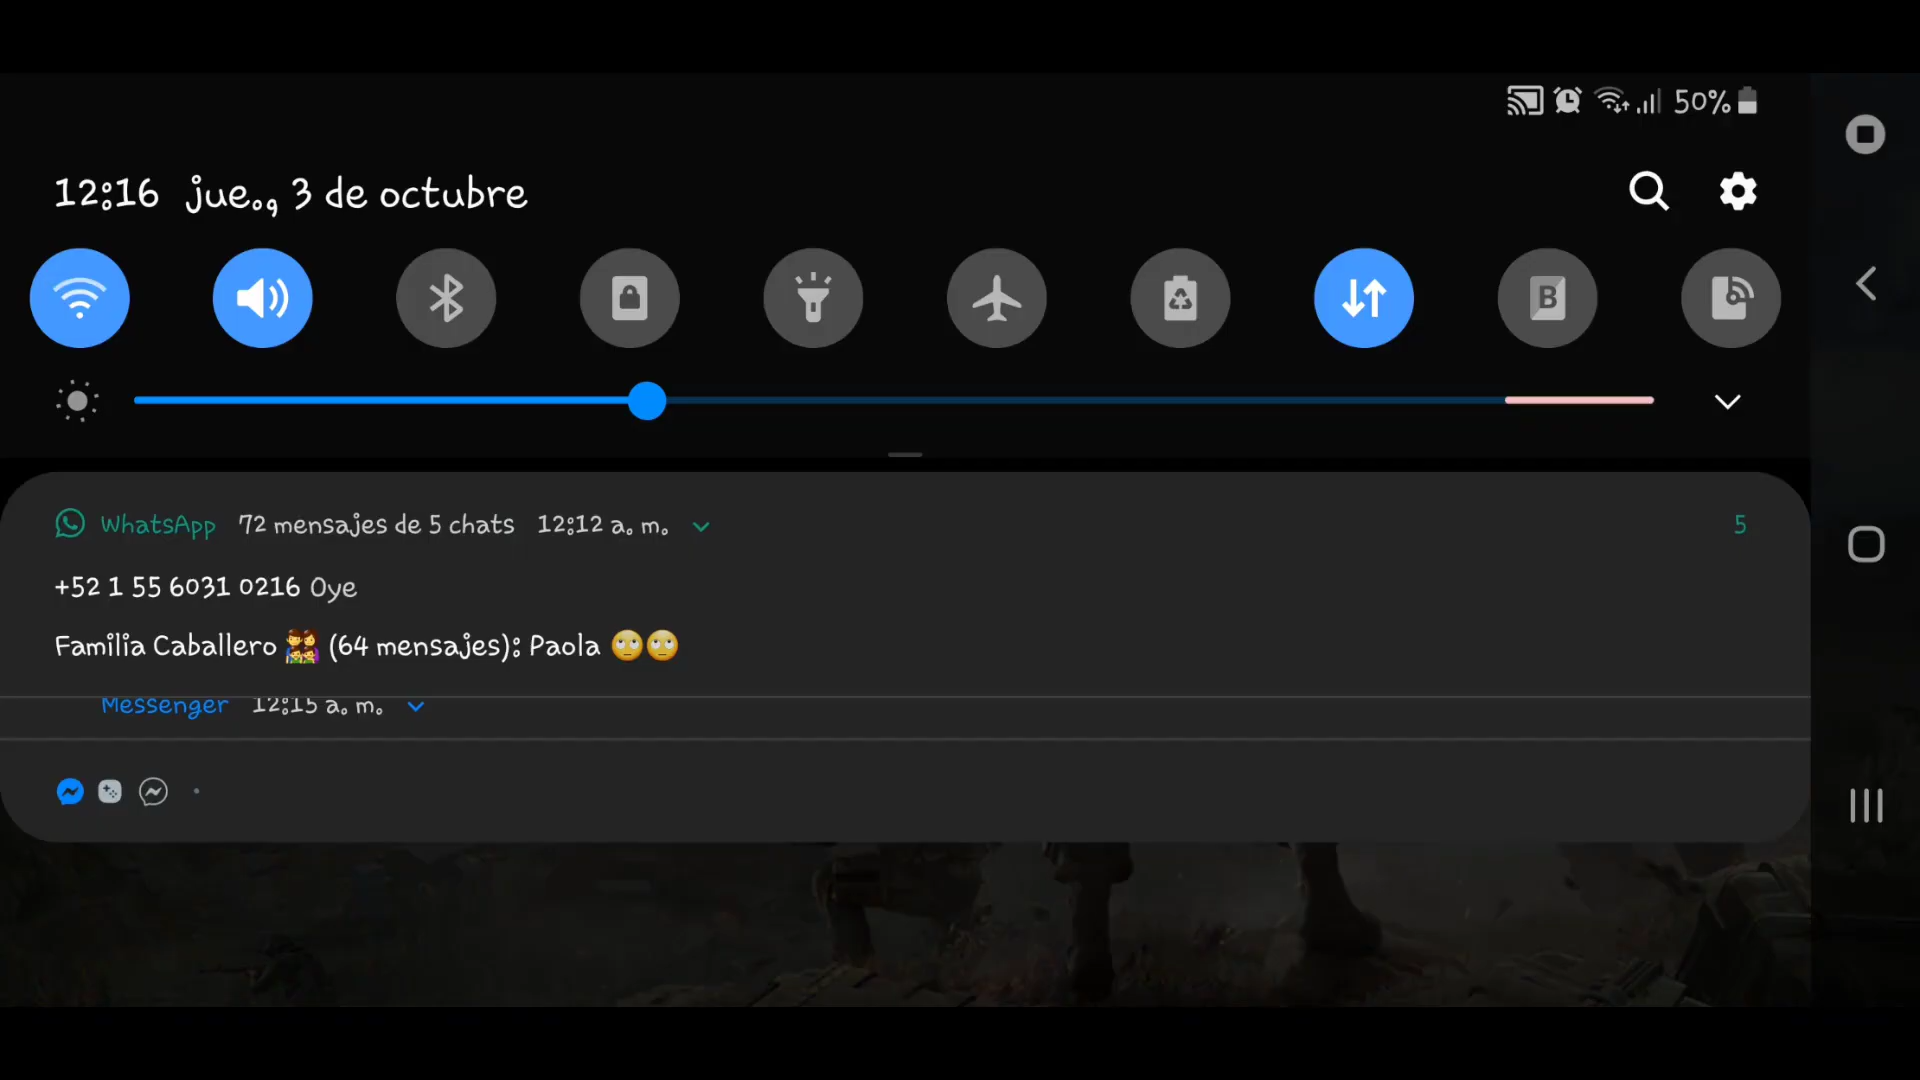 50%
12:16 jue., 3 de octubre
B
WhatsApp 72 mensajes de 5 chats 12:12 a. m. 5
+52 1 55 6031 0216 Oye
Familia Caballero 👨‍👩‍👧‍👦 (64 mensajes): Paola 🙄🙄
Messenger 12:15 a. m.